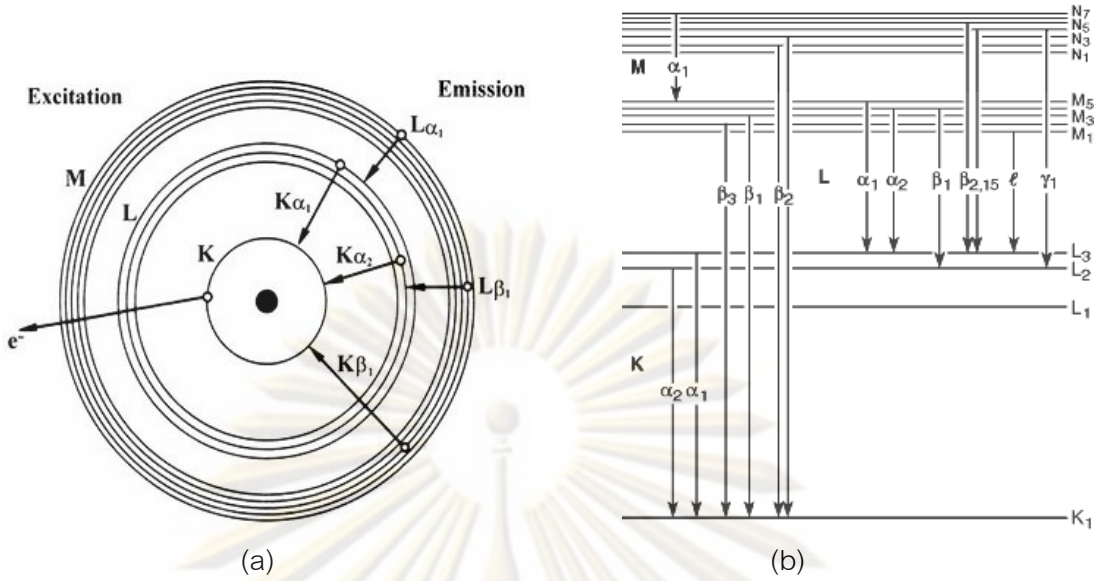 Excitation
Emission
M
L
K
e-
Lα1
Kα1
Kα2
Lβ1
Kβ1
(a)
N7
N5
N3
N1
M
α1
M5
M3
M1
β3
β1
β2
L
α1
α2
β1
β2,15
ℓ
γ1
L3
L2
L1
K
α2
α1
K1
(b)